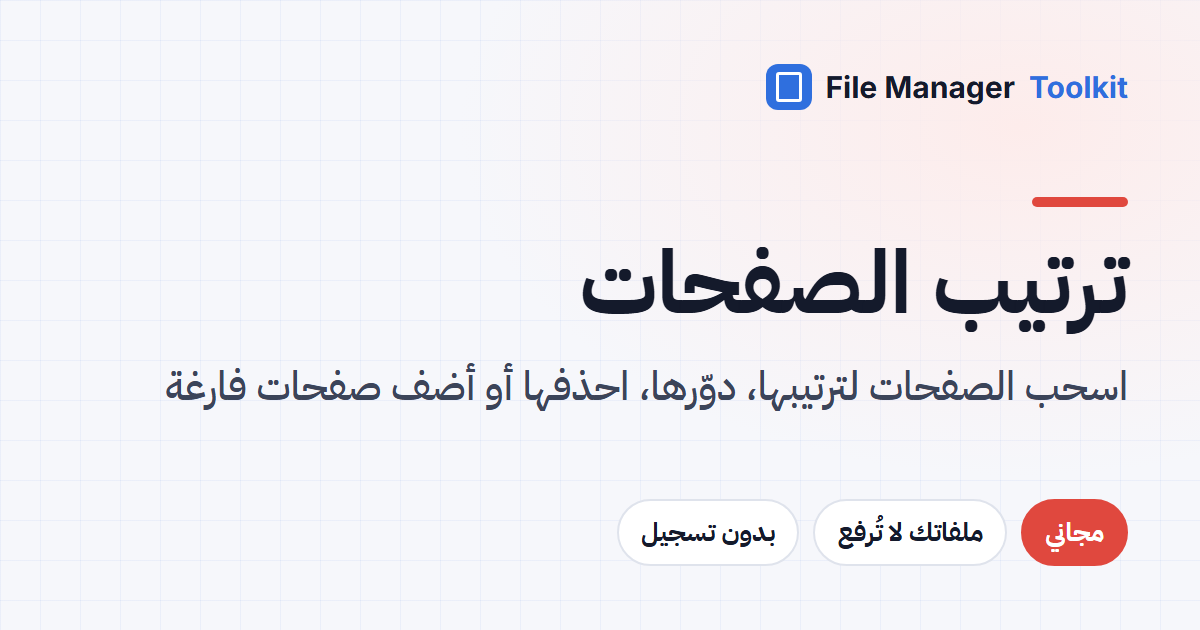 File Manager Toolkit
ترتيب الصفحات
اسحب الصفحات لترتيبها، دوّرها، احذفها أو أضف صفحات فارغة
مجاني
ملفاتك لا تُرفع
بدون تسجيل